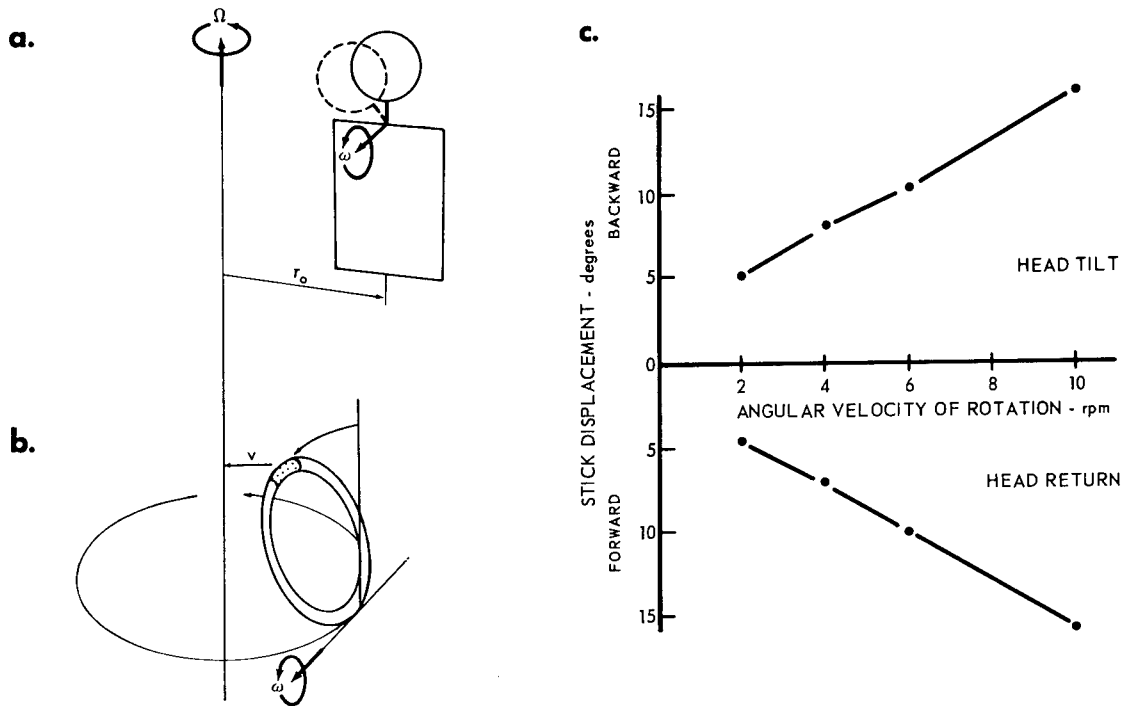 a.
Ω
ω
r₀
b.
v
ω
c.
STICK DISPLACEMENT - degrees
BACKWARD
FORWARD
15
10
5
0
5
10
15
2 4 6 8 10
ANGULAR VELOCITY OF ROTATION - rpm
HEAD TILT
HEAD RETURN